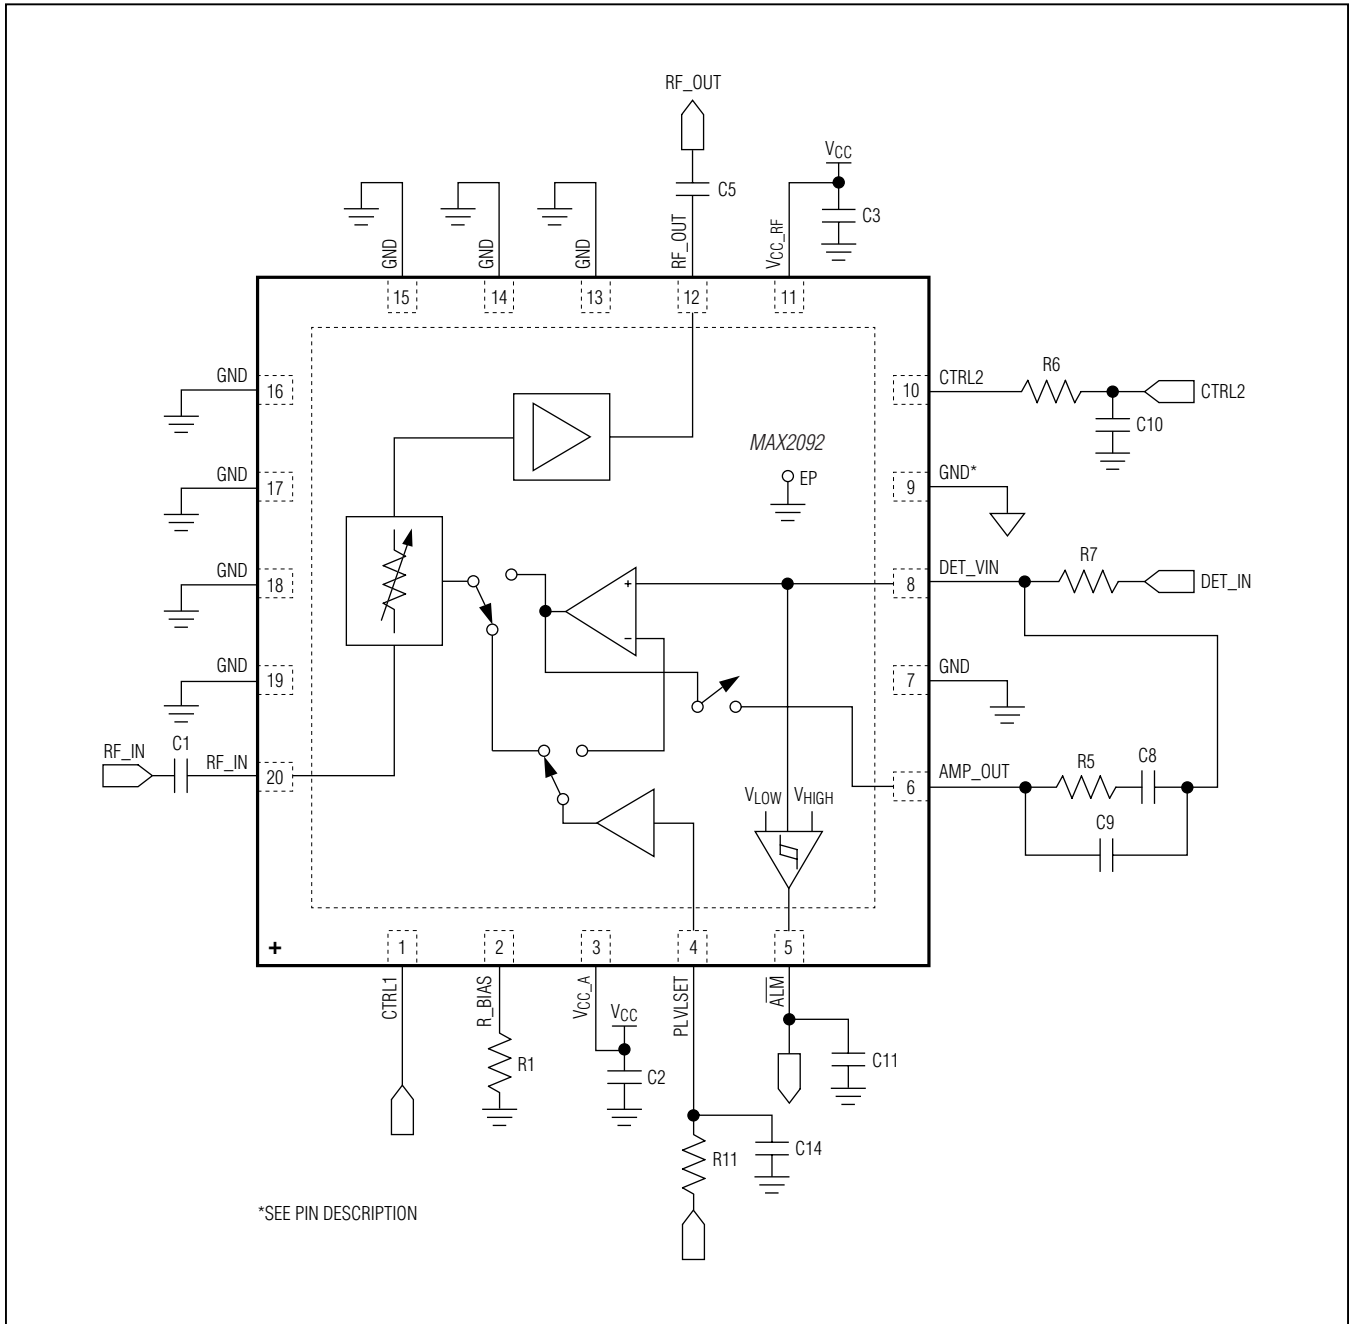 RF_OUT
VCC
C5
C3
GND
GND
GND
RF_OUT
VCC_RF
15
14
13
12
11
GND
16
10
CTRL2
R6
CTRL2
C10
MAX2092
EP
GND
17
9
GND*
GND
18
8
DET_VIN
R7
DET_IN
+
−
GND
19
7
GND
RF_IN
C1
RF_IN
20
6
AMP_OUT
R5
C8
C9
VLOW
VHIGH
+
1
2
3
4
5
CTRL1
R_BIAS
VCC_A
PLVLSET
ALM
VCC
R1
C2
C11
R11
C14
*SEE PIN DESCRIPTION